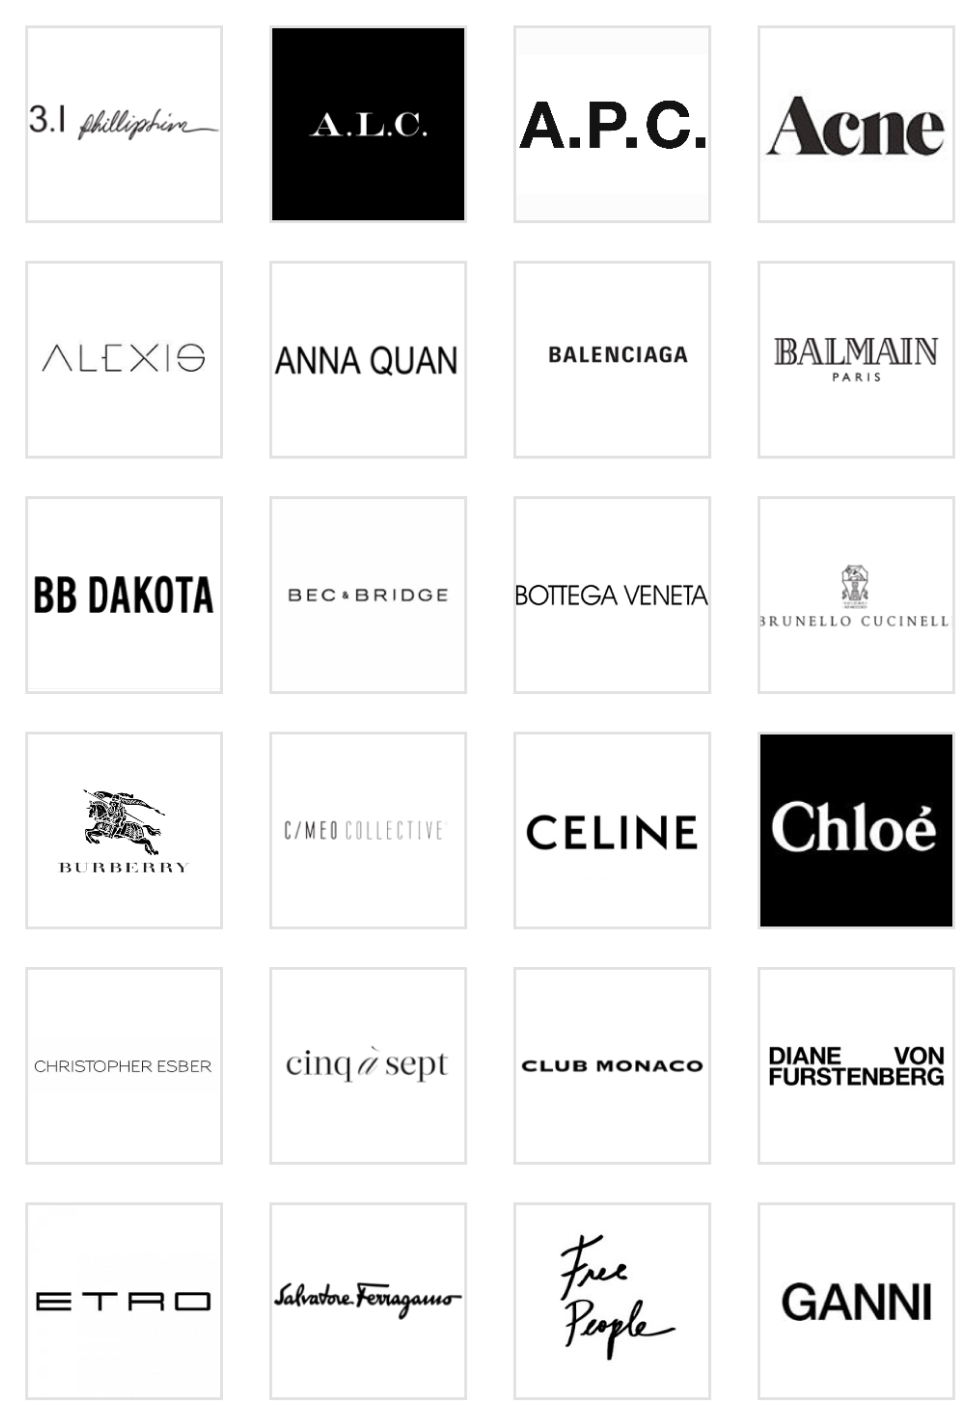 3.1 phillip lim
A.L.C.
A.P.C.
Acne
ALEXIS
ANNA QUAN
BALENCIAGA
BALMAIN
PARIS
BB DAKOTA
BEC & BRIDGE
BOTTEGA VENETA
BRUNELLO CUCINELL
BURBERRY
C/MEO COLLECTIVE
CELINE
Chloé
CHRISTOPHER ESBER
cinq à sept
CLUB MONACO
DIANE VON
FURSTENBERG
ETRO
Salvatore Ferragamo
Free
People
GANNI